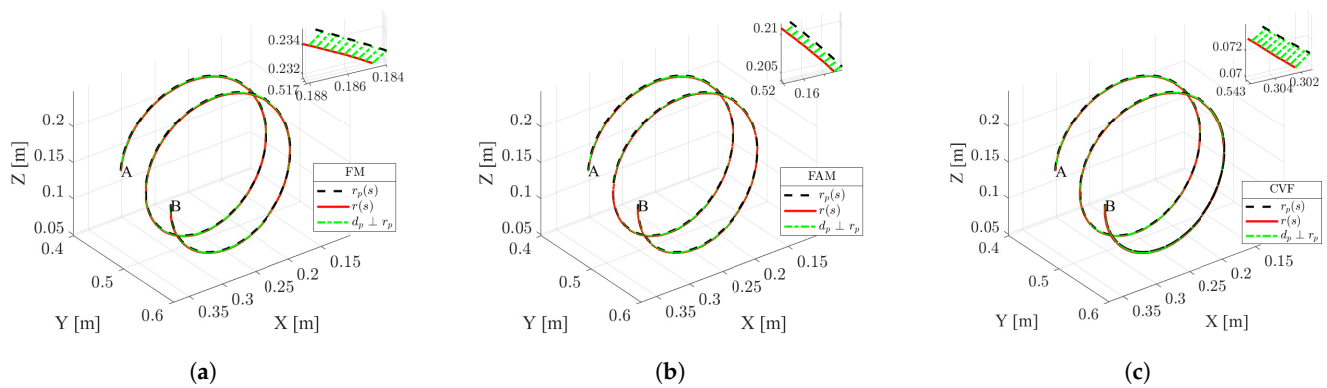 0.234
0.232
0.517
0.188
0.186
0.184
0.2
0.15
0.1
0.05
Z [m]
A
B
FM
r_p(s)
r(s)
d_p ⊥ r_p
0.4
0.5
0.6
Y [m]
0.35
0.3
0.25
0.2
0.15
X [m]
(a)
0.21
0.205
0.52
0.16
0.2
0.15
0.1
0.05
Z [m]
A
B
FAM
r_p(s)
r(s)
d_p ⊥ r_p
0.4
0.5
0.6
Y [m]
0.35
0.3
0.25
0.2
0.15
X [m]
(b)
0.072
0.07
0.543
0.304
0.302
0.2
0.15
0.1
0.05
Z [m]
A
B
CVF
r_p(s)
r(s)
d_p ⊥ r_p
0.4
0.5
0.6
Y [m]
0.35
0.3
0.25
0.2
0.15
X [m]
(c)